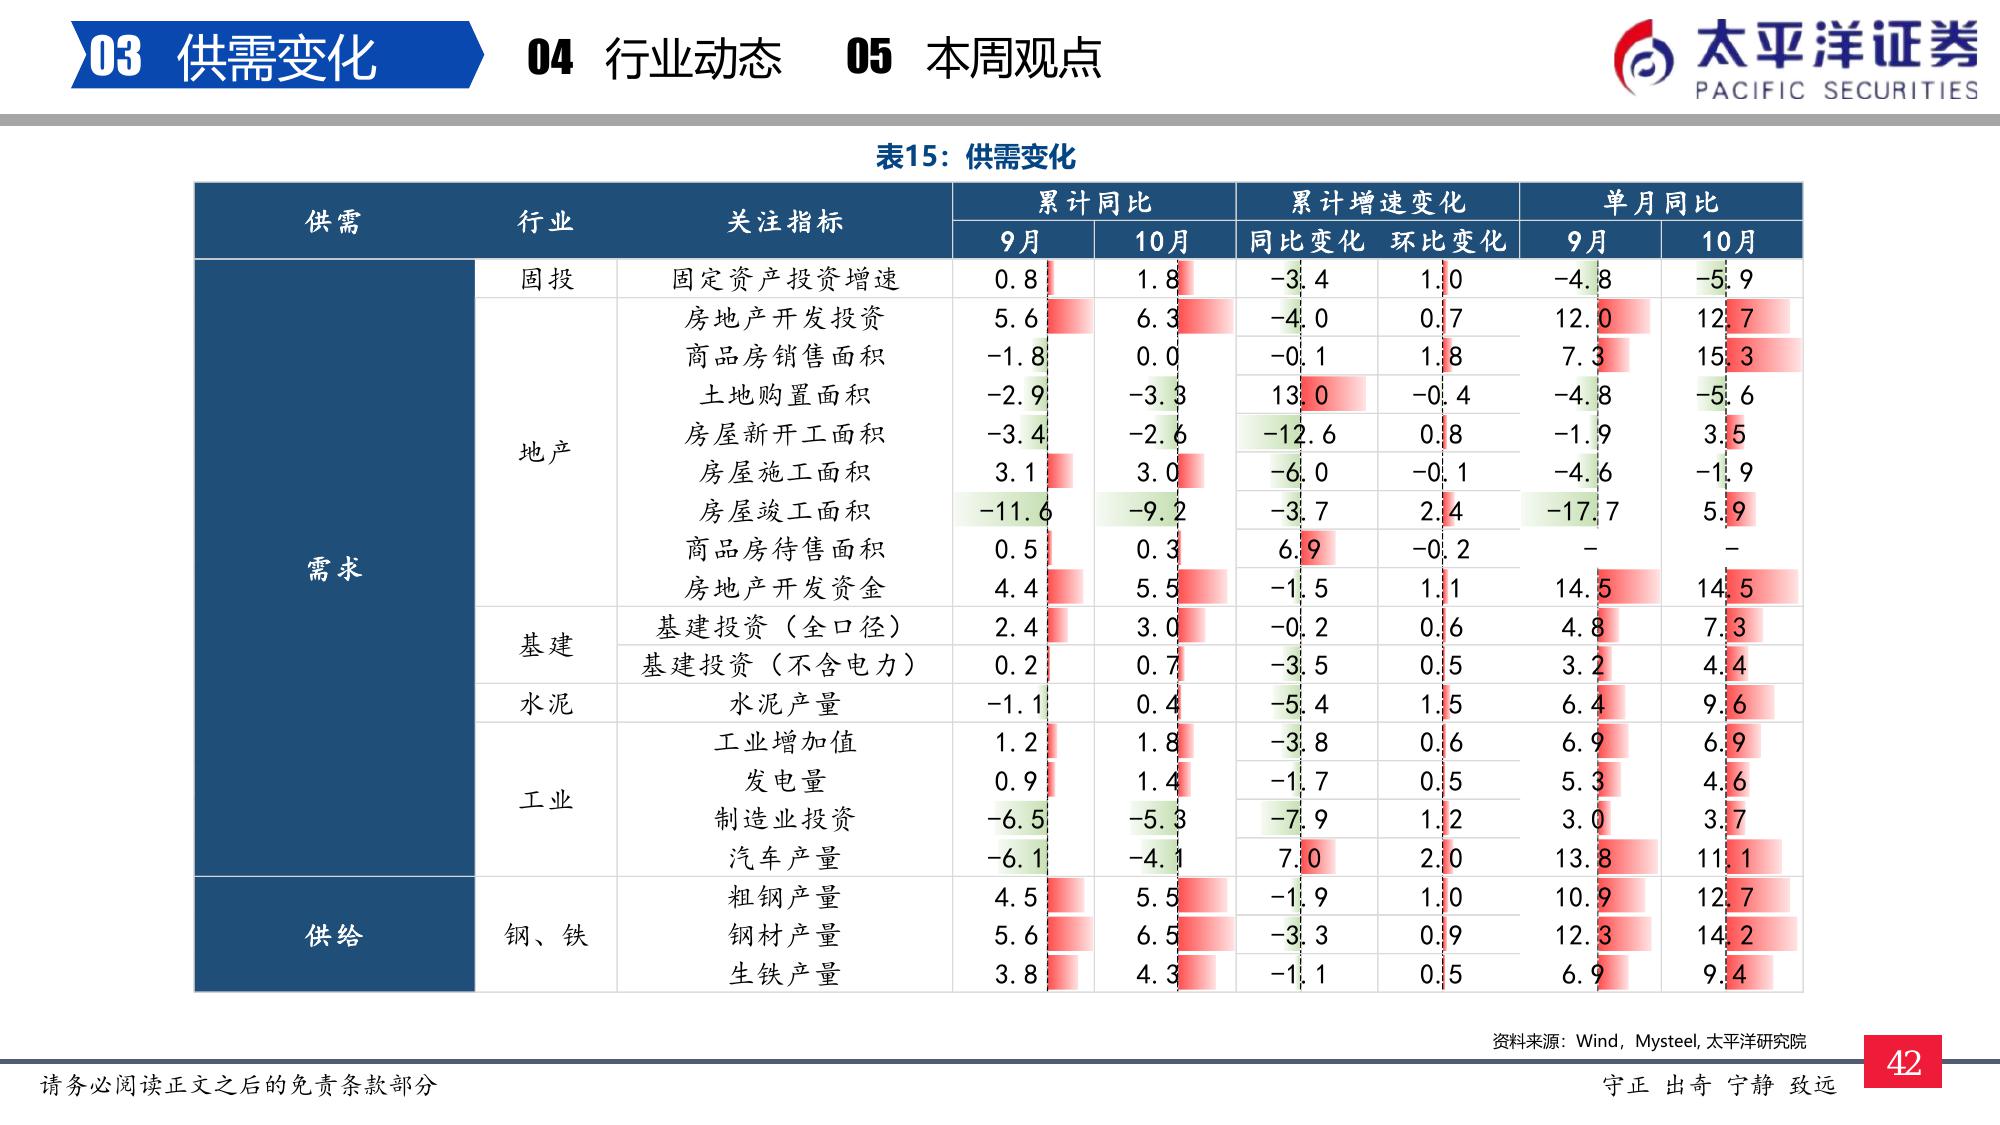 03 供需变化 04 行业动态 05 本周观点
太平洋证券
PACIFIC SECURITIES
表15：供需变化
供需 行业 关注指标 累计同比 累计增速变化 单月同比
9月 10月 同比变化 环比变化 9月 10月
需求 固投 固定资产投资增速 0.8 1.8 -3.4 1.0 -4.8 -5.9
地产 房地产开发投资 5.6 6.3 -4.0 0.7 12.0 12.7
商品房销售面积 -1.8 0.0 -0.1 1.8 7.3 15.3
土地购置面积 -2.9 -3.3 13.0 -0.4 -4.8 -5.6
房屋新开工面积 -3.4 -2.6 -12.6 0.8 -1.9 3.5
房屋施工面积 3.1 3.0 -6.0 -0.1 -4.6 -1.9
房屋竣工面积 -11.6 -9.2 -3.7 2.4 -17.7 5.9
商品房待售面积 0.5 0.3 6.9 -0.2 - -
房地产开发资金 4.4 5.5 -1.5 1.1 14.5 14.5
基建 基建投资（全口径） 2.4 3.0 -0.2 0.6 4.8 7.3
基建投资（不含电力） 0.2 0.7 -3.5 0.5 3.2 4.4
水泥 水泥产量 -1.1 0.4 -5.4 1.5 6.4 9.6
工业 工业增加值 1.2 1.8 -3.8 0.6 6.9 6.9
发电量 0.9 1.4 -1.7 0.5 5.3 4.6
制造业投资 -6.5 -5.3 -7.9 1.2 3.0 3.7
汽车产量 -6.1 -4.1 7.0 2.0 13.8 11.1
供给 钢、铁 粗钢产量 4.5 5.5 -1.9 1.0 10.9 12.7
钢材产量 5.6 6.5 -3.3 0.9 12.3 14.2
生铁产量 3.8 4.3 -1.1 0.5 6.9 9.4
资料来源：Wind，Mysteel, 太平洋研究院
42
请务必阅读正文之后的免责条款部分 守正 出奇 宁静 致远